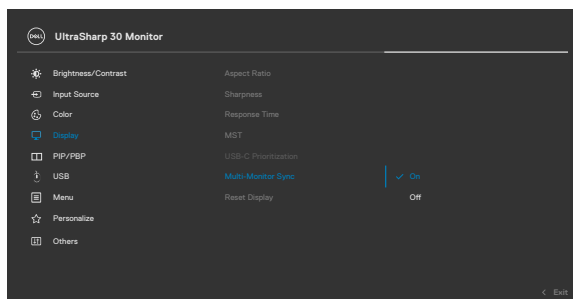 DELL UltraSharp 30 Monitor
Brightness/Contrast Aspect Ratio
Input Source Sharpness
Color Response Time
Display MST
PIP/PBP USB-C Prioritization
USB Multi-Monitor Sync ✓ On
Menu Reset Display Off
Personalize
Others
< Exit